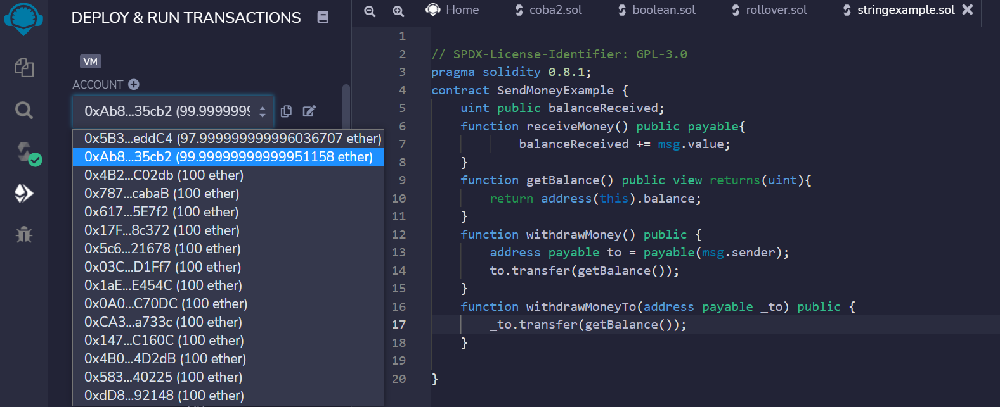 DEPLOY & RUN TRANSACTIONS
VM
ACCOUNT
0xAb8...35cb2 (99.9999999
0x5B3...eddC4 (97.999999999996036707 ether)
0xAb8...35cb2 (99.99999999999951158 ether)
0x4B2...C02db (100 ether)
0x787...cabaB (100 ether)
0x617...5E7f2 (100 ether)
0x17F...8c372 (100 ether)
0x5c6...21678 (100 ether)
0x03C...D1Ff7 (100 ether)
0x1aE...E454C (100 ether)
0x0A0...C70DC (100 ether)
0xCA3...a733c (100 ether)
0x147...C160C (100 ether)
0x4B0...4D2dB (100 ether)
0x583...40225 (100 ether)
0xdD8...92148 (100 ether)
Home coba2.sol boolean.sol rollover.sol stringexample.sol
1
2 // SPDX-License-Identifier: GPL-3.0
3 pragma solidity 0.8.1;
4 contract SendMoneyExample {
5 uint public balanceReceived;
6 function receiveMoney() public payable{
7 balanceReceived += msg.value;
8 }
9 function getBalance() public view returns(uint){
10 return address(this).balance;
11 }
12 function withdrawMoney() public {
13 address payable to = payable(msg.sender);
14 to.transfer(getBalance());
15 }
16 function withdrawMoneyTo(address payable _to) public {
17 _to.transfer(getBalance());
18 }
19
20 }